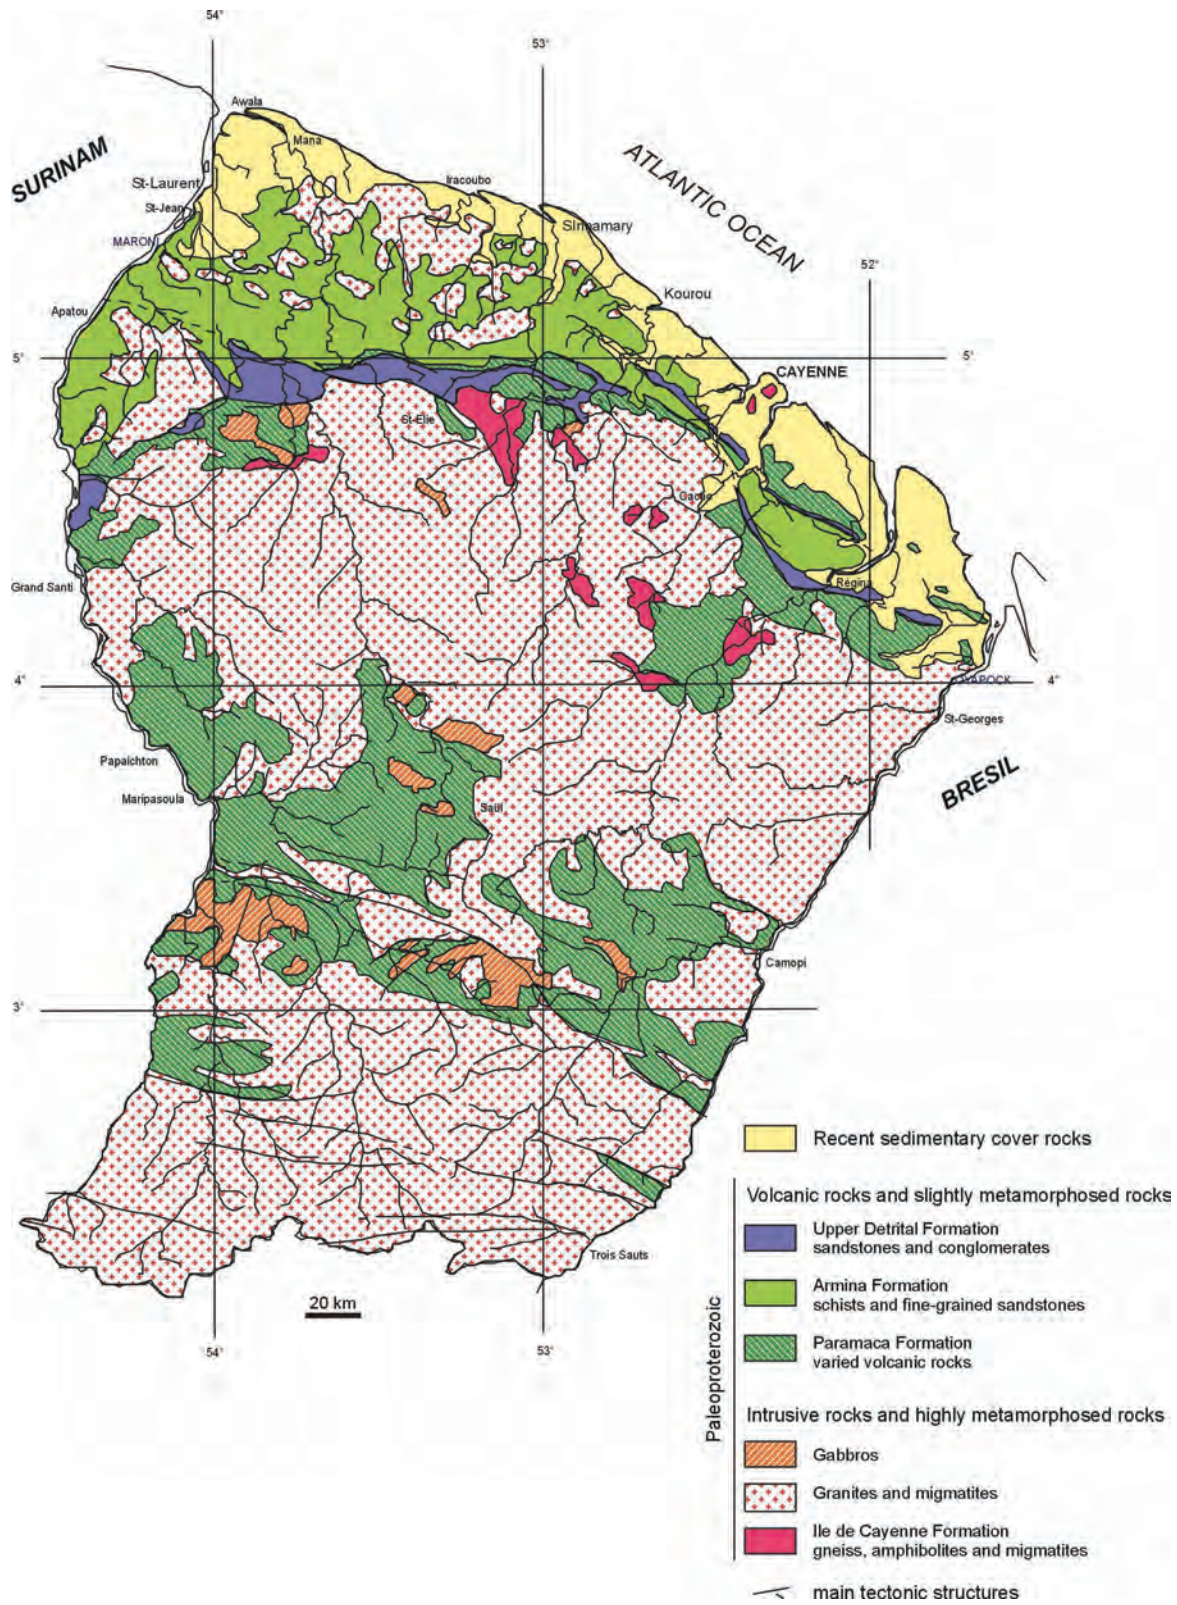 54°
53°
Awala
Mana
SURINAM
ATLANTIC OCEAN
St-Laurent
Iracoubo
St-Jean
Sinnamary
MARONI
52°
Kourou
Apatou
5°
5°
CAYENNE
St-Elie
Cacao
Grand Santi
Régina
4°
4°
OYAPOCK
St-Georges
Papaichton
BRESIL
Maripasoula
Saül
Camopi
3°
Trois Sauts
20 km
54°
53°
Recent sedimentary cover rocks
Paleoproterozoic
Volcanic rocks and slightly metamorphosed rocks
Upper Detrital Formation
sandstones and conglomerates
Armina Formation
schists and fine-grained sandstones
Paramaca Formation
varied volcanic rocks
Intrusive rocks and highly metamorphosed rocks
Gabbros
Granites and migmatites
Ile de Cayenne Formation
gneiss, amphibolites and migmatites
main tectonic structures